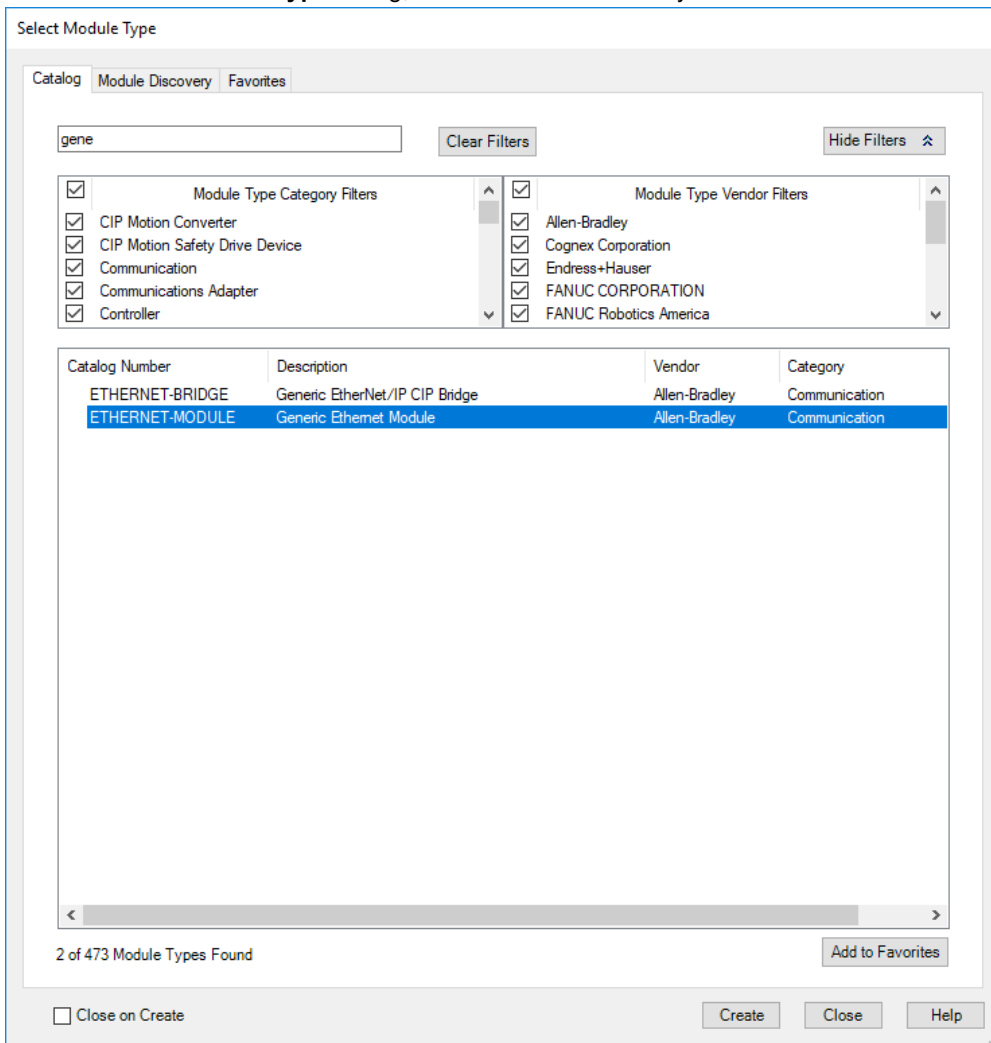 Select Module Type
Catalog Module Discovery Favorites
gene Clear Filters Hide Filters
Module Type Category Filters Module Type Vendor Filters
CIP Motion Converter Allen-Bradley
CIP Motion Safety Drive Device Cognex Corporation
Communication Endress+Hauser
Communications Adapter FANUC CORPORATION
Controller FANUC Robotics America
Catalog Number Description Vendor Category
ETHERNET-BRIDGE Generic EtherNet/IP CIP Bridge Allen-Bradley Communication
ETHERNET-MODULE Generic Ethernet Module Allen-Bradley Communication
2 of 473 Module Types Found Add to Favorites
Close on Create Create Close Help